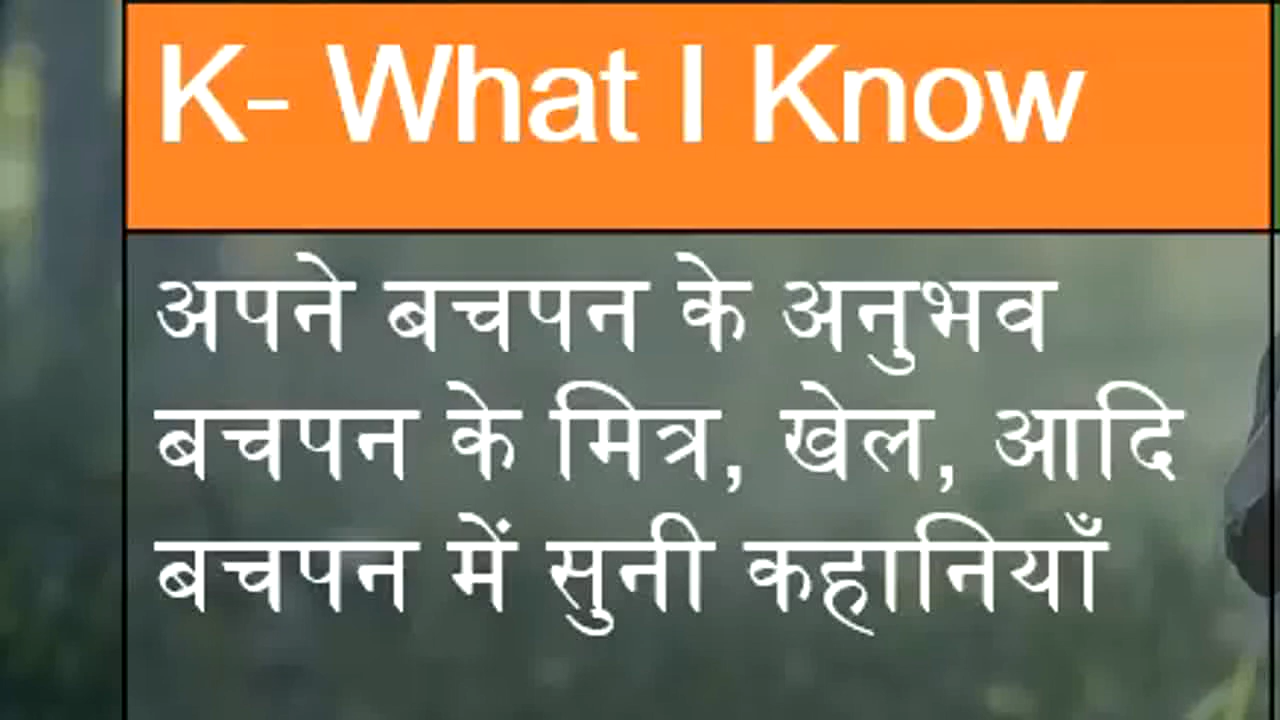 K- What I Know
अपने बचपन के अनुभव
बचपन के मित्र, खेल, आदि
बचपन में सुनी कहानियाँ